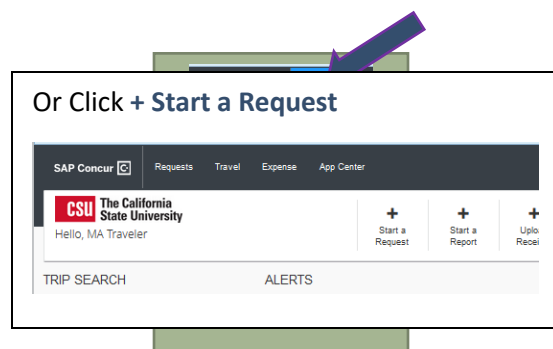 Or Click + Start a Request
SAP Concur C Requests Travel Expense App Center
CSU The California
State University
Hello, MA Traveler
+ + +
Start a Start a
Request Report
TRIP SEARCH ALERTS